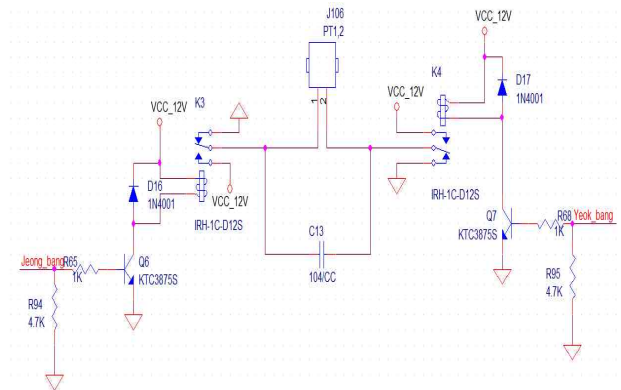 J106
PT1,2
VCC_12V
K4
D17
1N4001
K3
VCC_12V
VCC_12V
1
2
D16
1N4001
VCC_12V
IRH-1C-D12S
IRH-1C-D12S
C13
104/CC
Q7
KTC3875S
R68
1K
Yeok_bang
Jeong_bang
R65
1K
Q6
KTC3875S
R94
4.7K
R95
4.7K